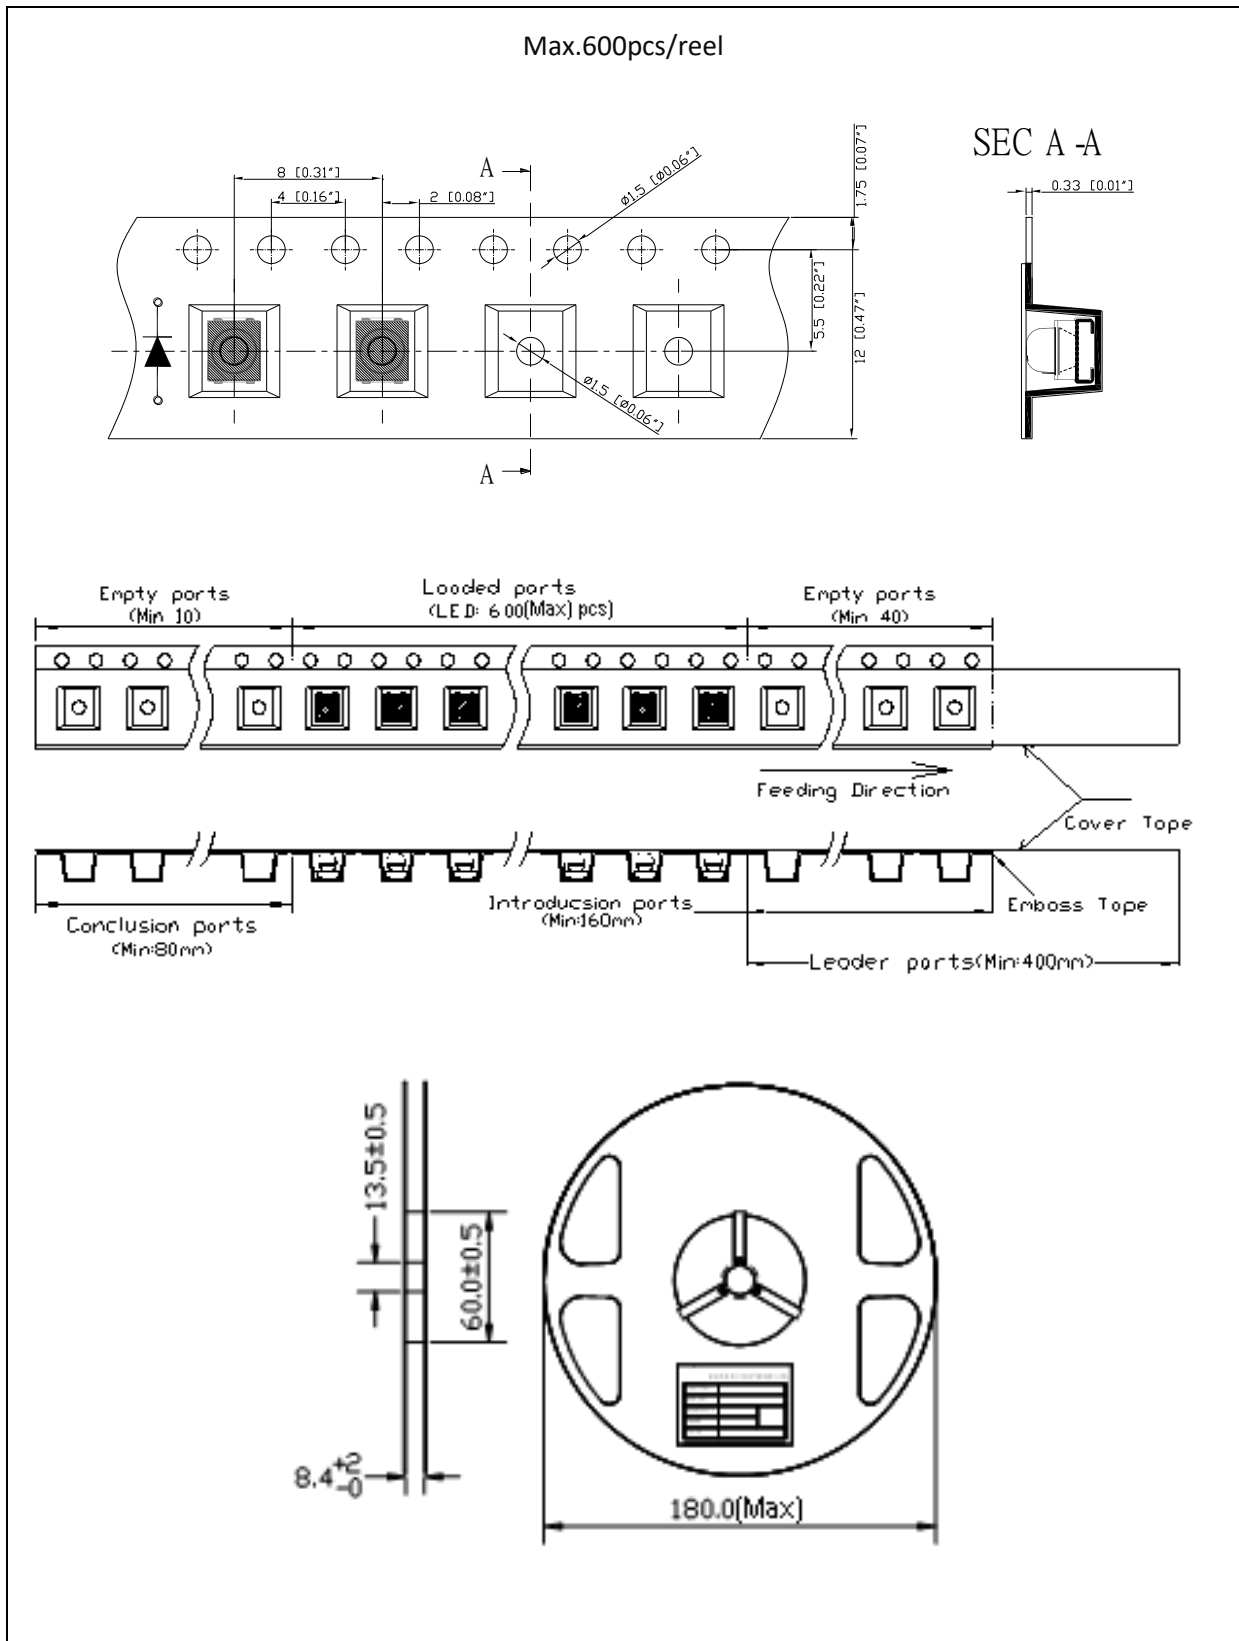 Max.600pcs/reel
SEC A-A
8 [0.31"]
4 [0.16"]
2 [0.08"]
A
ø1.5 [ø0.06"]
1.75 [0.07"]
0.33 [0.01"]
5.5 [0.22"]
12 [0.47"]
ø1.5 [ø0.06"]
A
Empty ports
(Min 10)
Looded ports
(LED: 600(Max) pcs)
Empty ports
(Min 40)
Feeding Direction
Cover Tope
Introducsion ports
(Min:160mm)
Emboss Tope
Conclusion ports
(Min:80mm)
Leoder ports(Min:400mm)
13.5±0.5
60.0±0.5
8.4+2-0
180.0(Max)